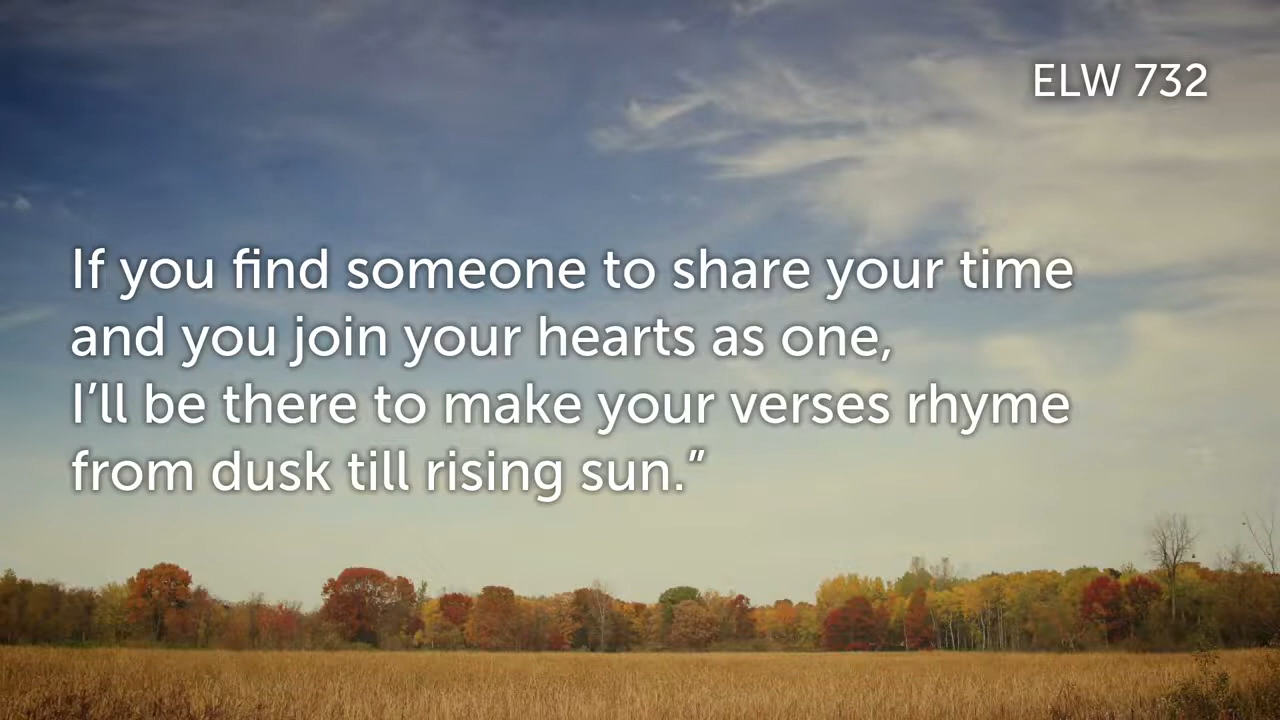 ELW 732
If you find someone to share your time
and you join your hearts as one,
I’ll be there to make your verses rhyme
from dusk till rising sun.”